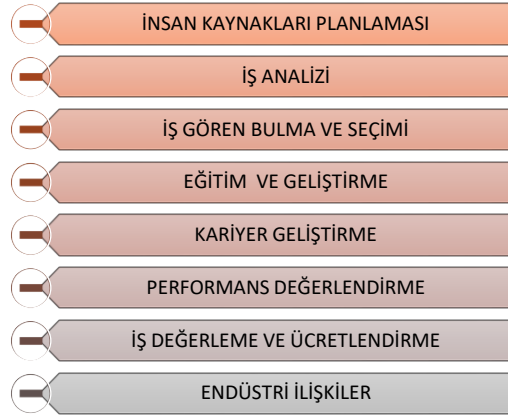 İNSAN KAYNAKLARI PLANLAMASI
İŞ ANALİZİ
İŞ GÖREN BULMA VE SEÇİMİ
EĞİTİM VE GELİŞTİRME
KARİYER GELİŞTİRME
PERFORMANS DEĞERLENDİRME
İŞ DEĞERLEME VE ÜCRETLENDİRME
ENDÜSTRİ İLİŞKİLER